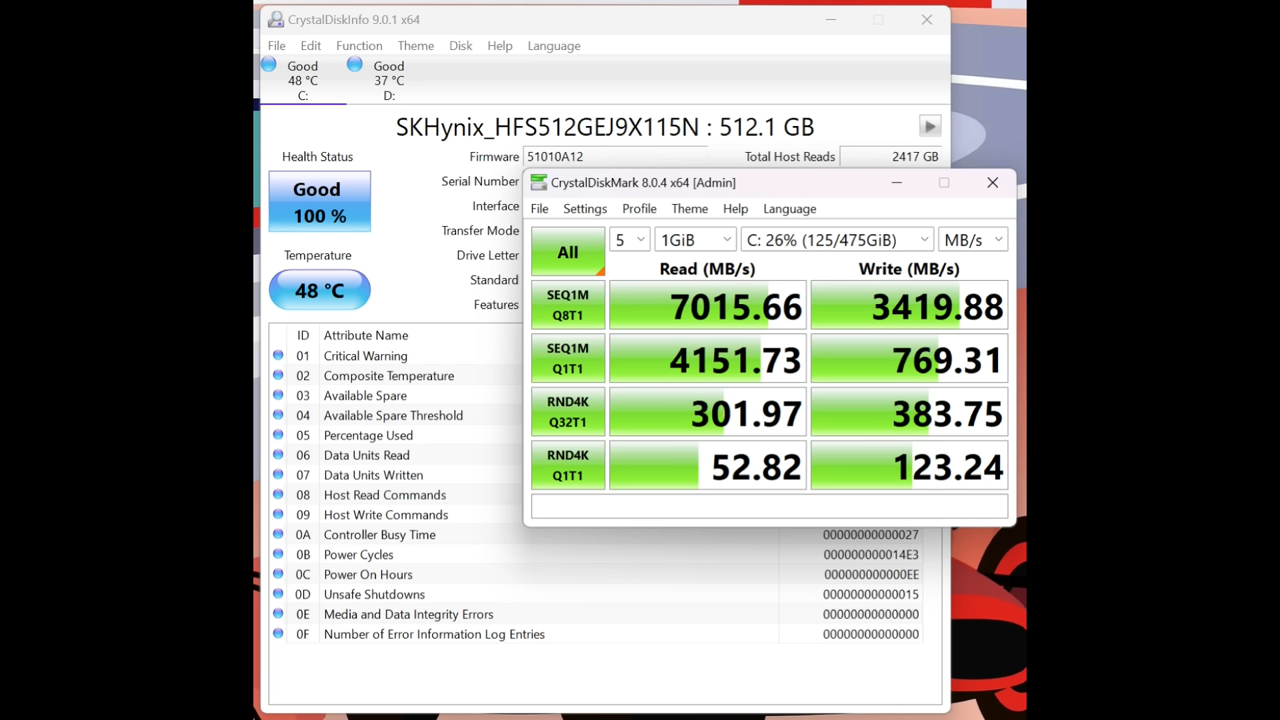 CrystalDiskInfo 9.0.1 x64
File Edit Function Theme Disk Help Language
Good Good
48 °C 37 °C
C: D:
SKHynix_HFS512GEJ9X115N : 512.1 GB
Health Status
Good
100 %
Temperature
48 °C
Firmware 51010A12 Total Host Reads 2417 GB
Serial Number
Interface
Transfer Mode
Drive Letter
Standard
Features
ID Attribute Name
01 Critical Warning
02 Composite Temperature
03 Available Spare
04 Available Spare Threshold
05 Percentage Used
06 Data Units Read
07 Data Units Written
08 Host Read Commands
09 Host Write Commands
0A Controller Busy Time 00000000000027
0B Power Cycles 000000000014E3
0C Power On Hours 000000000000EE
0D Unsafe Shutdowns 00000000000015
0E Media and Data Integrity Errors 00000000000000
0F Number of Error Information Log Entries 00000000000000
CrystalDiskMark 8.0.4 x64 [Admin]
File Settings Profile Theme Help Language
All 5 1GiB C: 26% (125/475GiB) MB/s
Read (MB/s) Write (MB/s)
SEQ1M Q8T1 7015.66 3419.88
SEQ1M Q1T1 4151.73 769.31
RND4K Q32T1 301.97 383.75
RND4K Q1T1 52.82 123.24